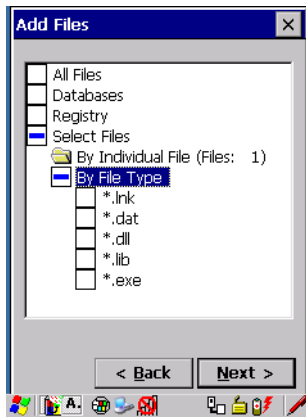 Add Files
All Files
Databases
Registry
Select Files
By Individual File (Files: 1)
By File Type
*.lnk
*.dat
*.dll
*.lib
*.exe
< Back
Next >
A.